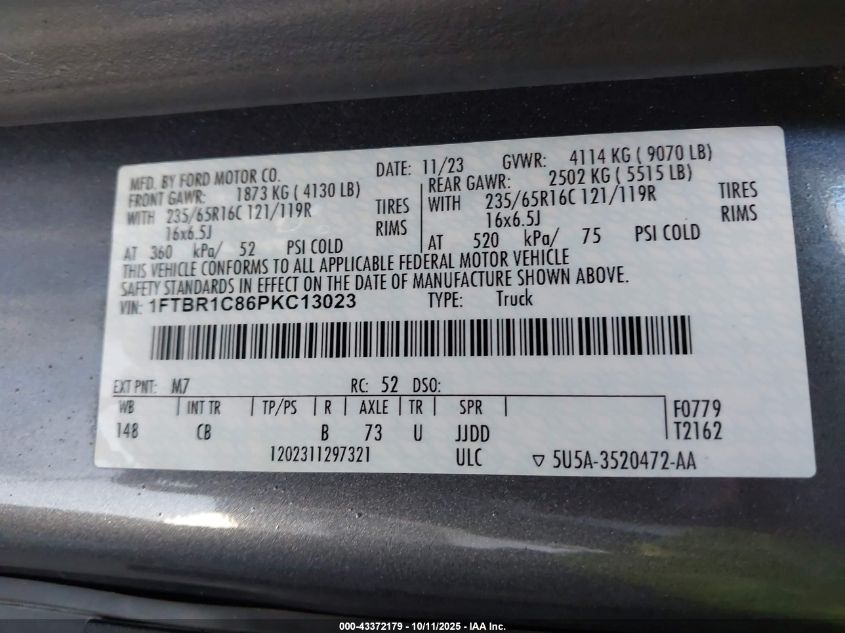 MFD. BY FORD MOTOR CO. DATE: 11/23 GVWR: 4114 KG ( 9070 LB)
FRONT GAWR: 1873 KG ( 4130 LB) REAR GAWR: 2502 KG ( 5515 LB)
WITH 235/65R16C 121/119R TIRES WITH 235/65R16C 121/119R TIRES
16x6.5J RIMS 16x6.5J RIMS
AT 360 kPa/ 52 PSI COLD AT 520 kPa/ 75 PSI COLD
THIS VEHICLE CONFORMS TO ALL APPLICABLE FEDERAL MOTOR VEHICLE
SAFETY STANDARDS IN EFFECT ON THE DATE OF MANUFACTURE SHOWN ABOVE.
VIN: 1FTBR1C86PKC13023 TYPE: Truck
EXT PNT: M7 RC: 52 DSO:
WB INT TR TP/PS R AXLE TR SPR F0779
148 CB B 73 U JJDD T2162
1202311297321 ULC ▽ 5U5A-3520472-AA
000-43372179 - 10/11/2025 - IAA Inc.